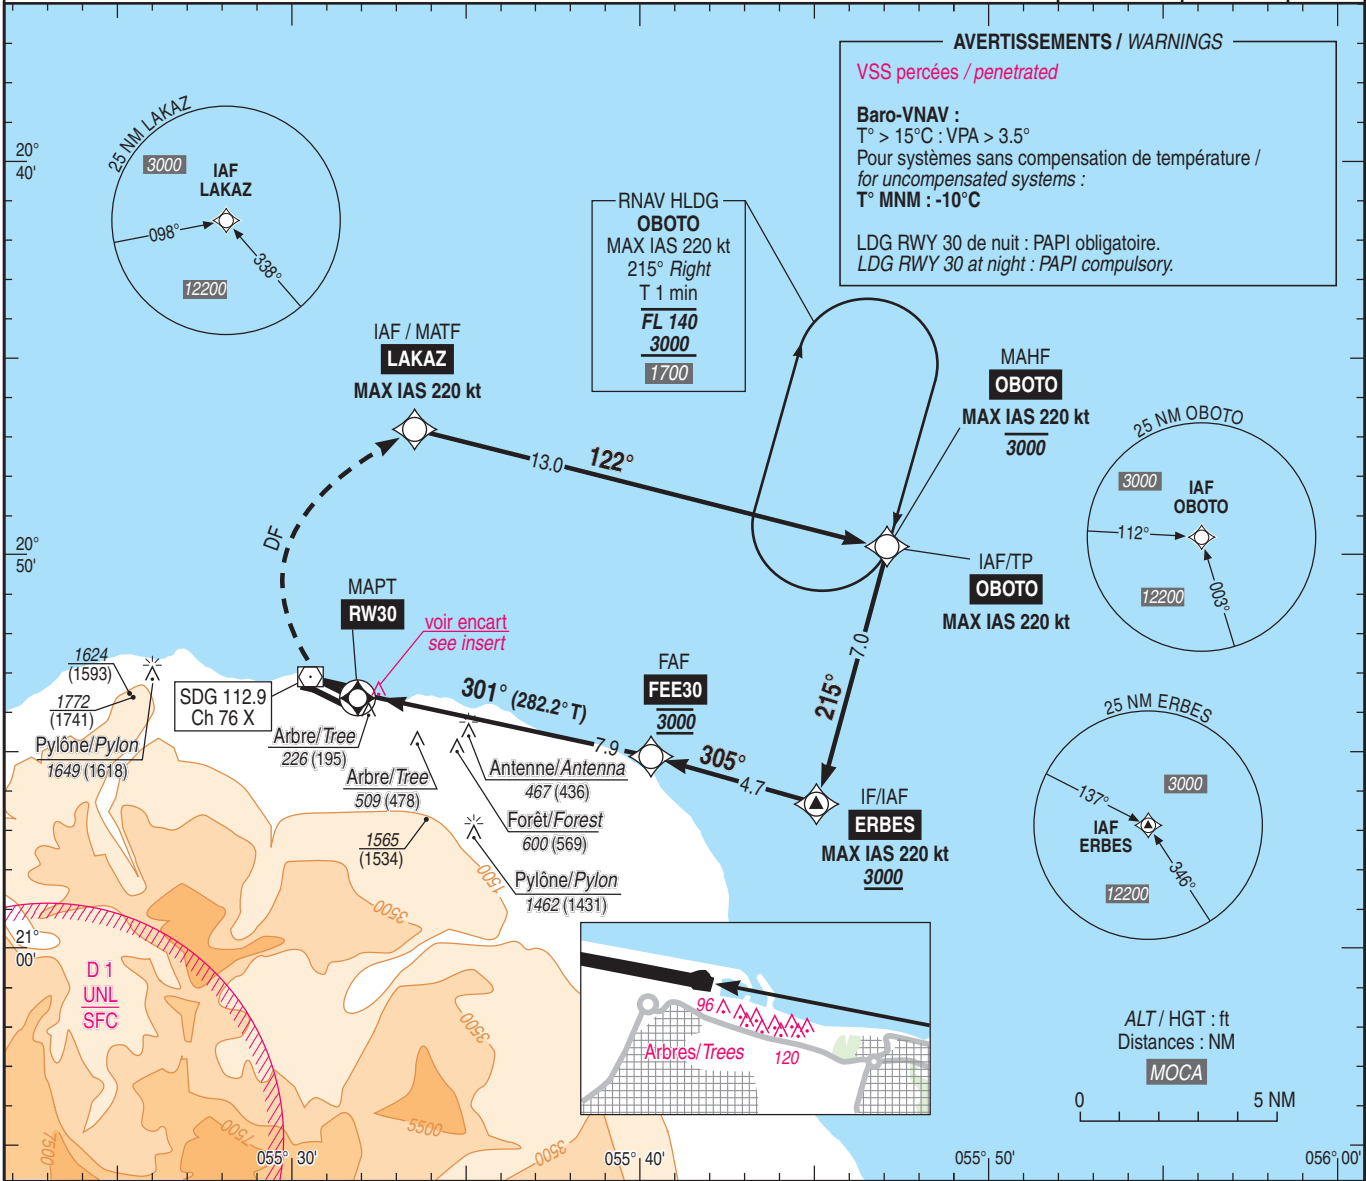 AVERTISSEMENTS / WARNINGS
VSS percées / penetrated
Baro-VNAV :
T° > 15°C : VPA > 3.5°
Pour systèmes sans compensation de température /
for uncompensated systems :
T° MNM : -10°C
LDG RWY 30 de nuit : PAPI obligatoire.
LDG RWY 30 at night : PAPI compulsory.
25 NM LAKAZ
3000
IAF
LAKAZ
098°
338°
12200
20°
40'
RNAV HLDG
OBOTO
MAX IAS 220 kt
215° Right
T 1 min
FL 140
3000
1700
IAF / MATF
LAKAZ
MAX IAS 220 kt
13.0
122°
MAHF
OBOTO
MAX IAS 220 kt
3000
25 NM OBOTO
3000
IAF
OBOTO
112°
003°
12200
DF
20°
50'
IAF/TP
OBOTO
MAX IAS 220 kt
MAPT
RW30
voir encart
see insert
7.0
215°
1624
(1593)
1772
(1741)
Pylône/Pylon
1649 (1618)
SDG 112.9
Ch 76 X
301° (282.2°T)
7.9
FAF
FEE30
3000
305°
4.7
Arbre/Tree
226 (195)
Arbre/Tree
509 (478)
Antenne/Antenna
467 (436)
Forêt/Forest
600 (569)
1565
(1534)
Pylône/Pylon
1462 (1431)
IF/IAF
ERBES
MAX IAS 220 kt
3000
25 NM ERBES
3000
137°
IAF
ERBES
346°
12200
1500
3500
21°
00'
D 1
UNL
SFC
3500
96
Arbres/Trees
120
ALT / HGT : ft
Distances : NM
MOCA
0
5 NM
7500
7500
5500
3500
055° 30'
055° 40'
055° 50'
056° 00'